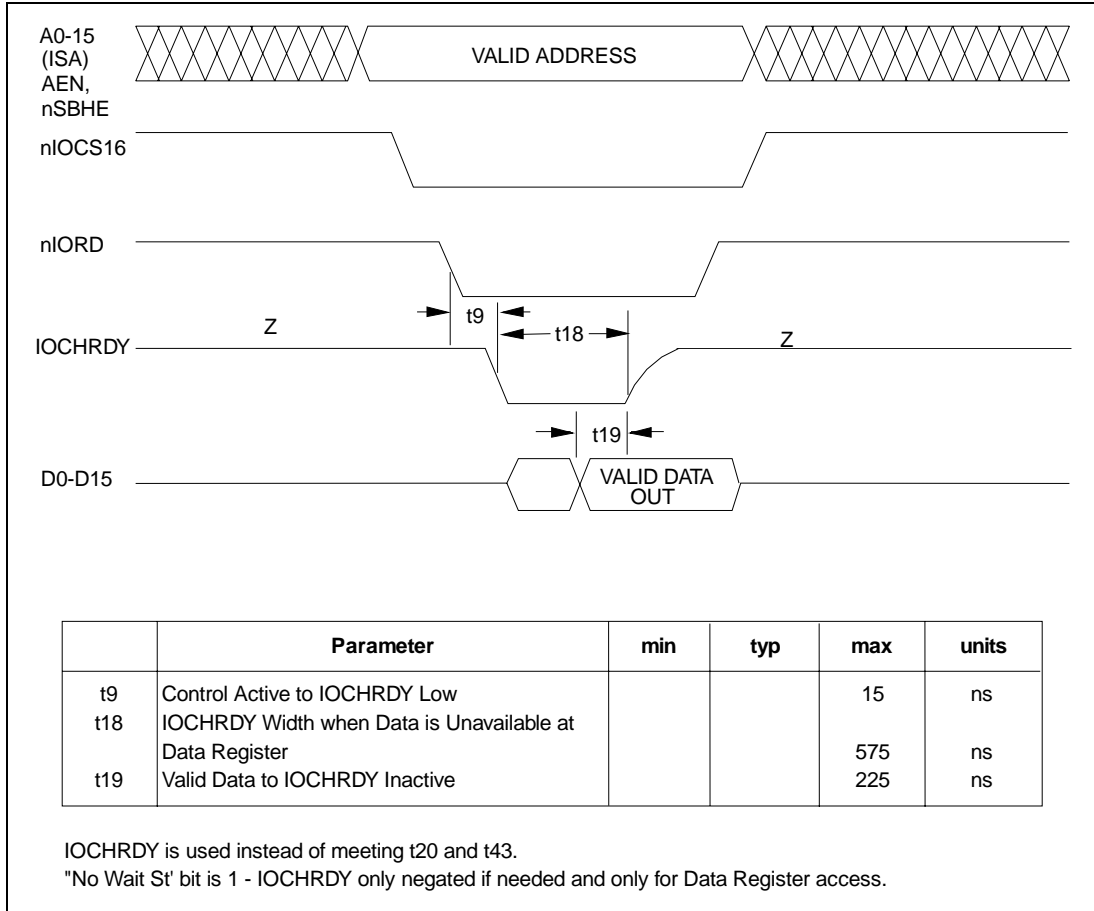 A0-15
(ISA)
AEN,
nSBHE
VALID ADDRESS
nIOCS16
nIORD
t9
Z
t18
Z
IOCHRDY
t19
D0-D15
VALID DATA
OUT
Parameter min typ max units
t9 Control Active to IOCHRDY Low 15 ns
t18 IOCHRDY Width when Data is Unavailable at
Data Register 575 ns
t19 Valid Data to IOCHRDY Inactive 225 ns
IOCHRDY is used instead of meeting t20 and t43.
"No Wait St' bit is 1 - IOCHRDY only negated if needed and only for Data Register access.